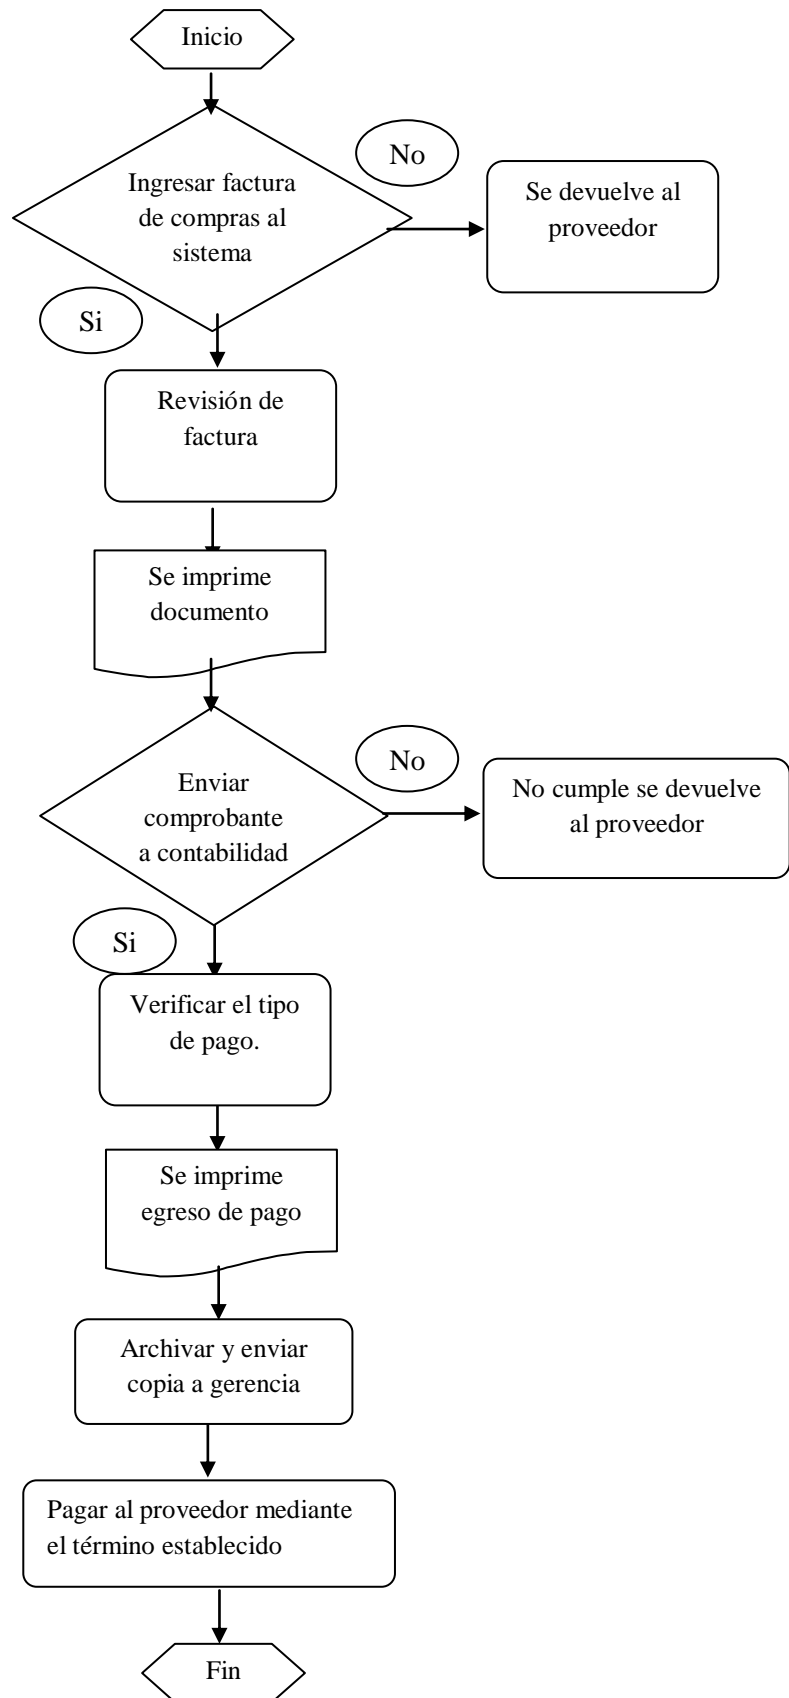 Inicio
Ingresar factura
de compras al
sistema
No
Se devuelve al
proveedor
Si
Revisión de
factura
Se imprime
documento
Enviar
comprobante
a contabilidad
No
No cumple se devuelve
al proveedor
Si
Verificar el tipo
de pago.
Se imprime
egreso de pago
Archivar y enviar
copia a gerencia
Pagar al proveedor mediante
el término establecido
Fin